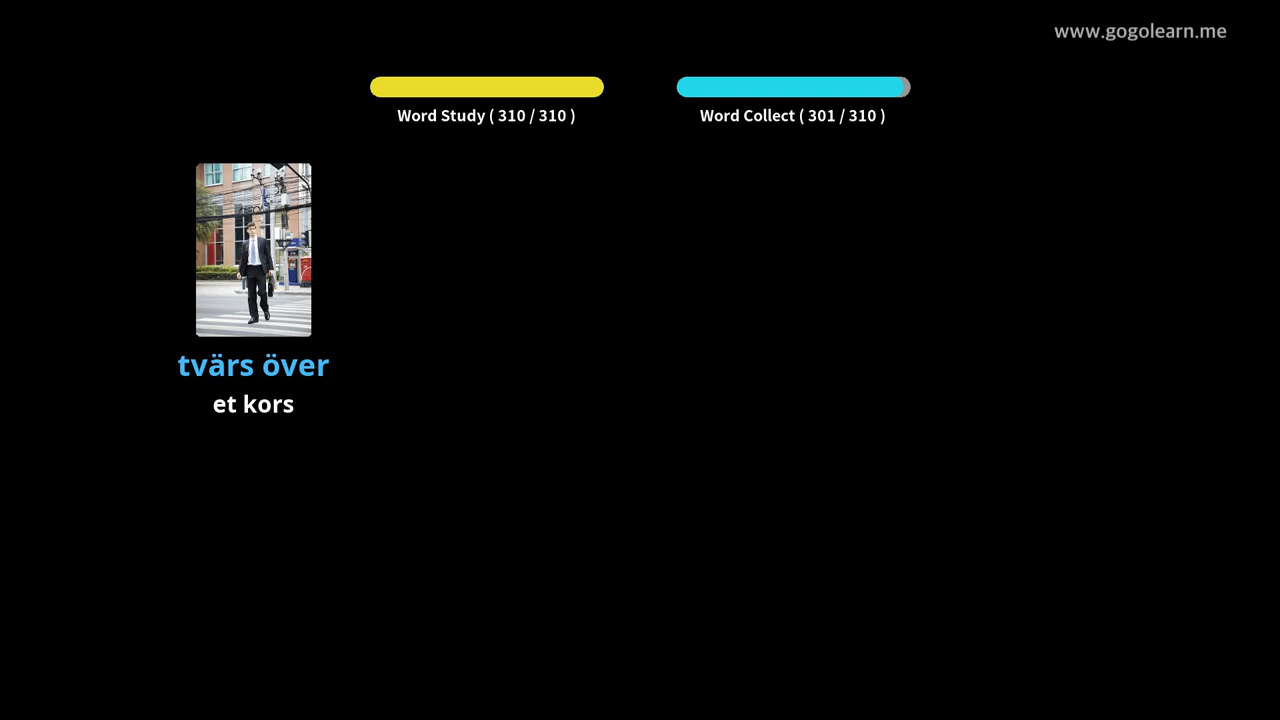 www.gogolearn.me
Word Study ( 310 / 310 )
Word Collect ( 301 / 310 )
tvärs över
et kors